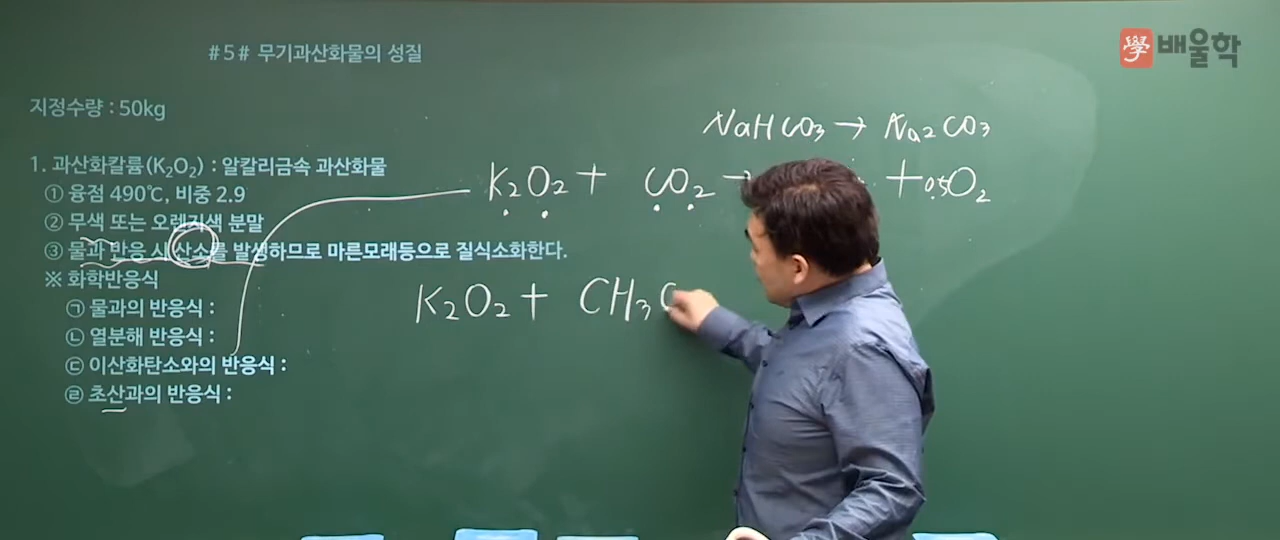 #5# 무기과산화물의 성질
學 배울학
지정수량 : 50kg
NaHCO3 → Na2CO3
1. 과산화칼륨(K₂O₂) : 알칼리금속 과산화물
K2O2 + CO2 → + 0.5O2
① 융점 490℃, 비중 2.9
② 무색 또는 오렌지색 분말
③ 물과 반응 시 산소를 발생하므로 마른모래등으로 질식소화한다.
※ 화학반응식
K2O2 + CH3C
㉠ 물과의 반응식 :
㉡ 열분해 반응식 :
㉢ 이산화탄소와의 반응식 :
㉣ 초산과의 반응식 :